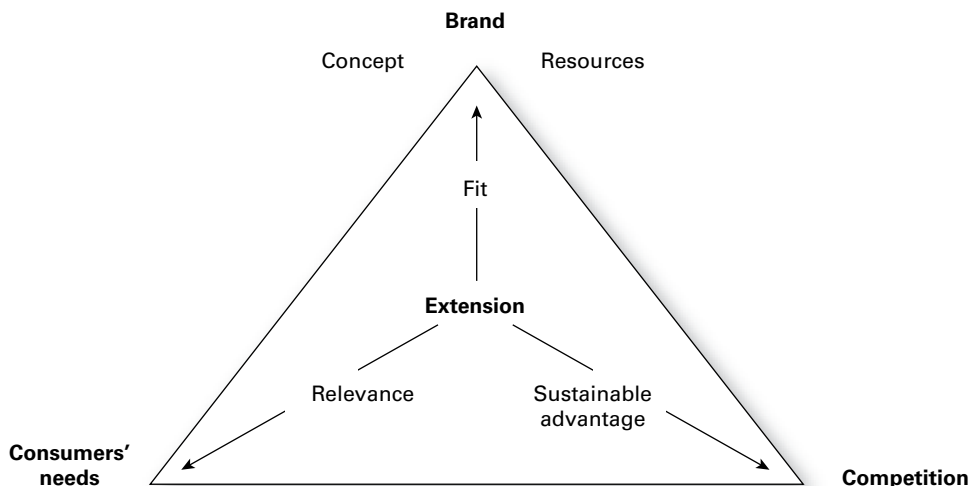 Brand
Concept
Resources
Fit
Extension
Relevance
Sustainable
advantage
Consumers’
needs
Competition